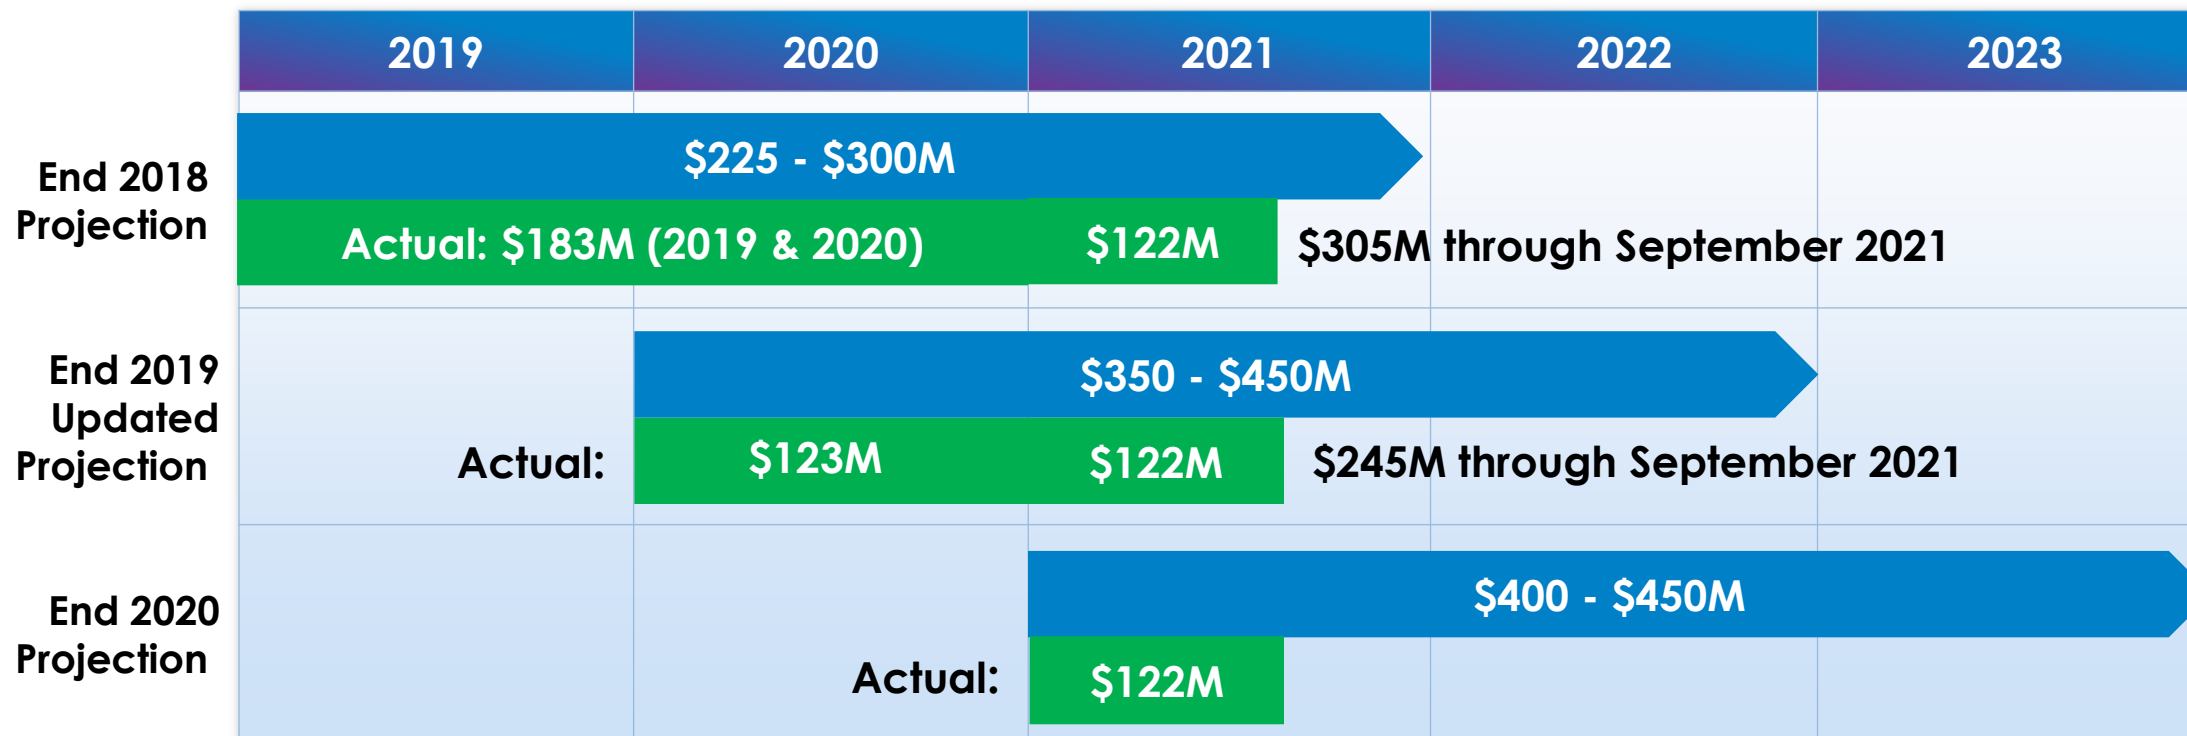 2019 2020 2021 2022 2023
End 2018
Projection
$225 - $300M
Actual: $183M (2019 & 2020) $122M $305M through September 2021
End 2019
Updated
Projection
$350 - $450M
Actual: $123M $122M $245M through September 2021
End 2020
Projection
$400 - $450M
Actual: $122M